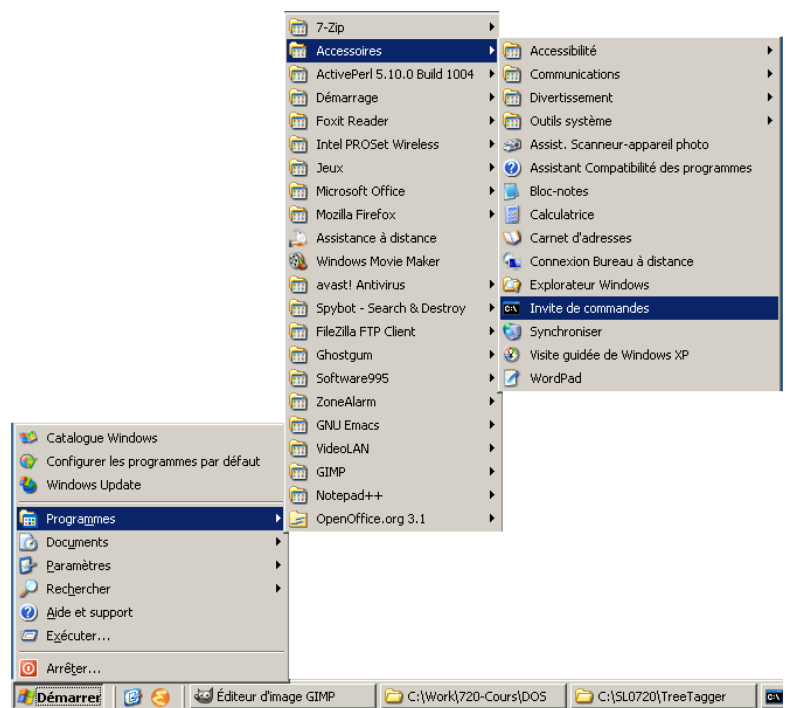 7-Zip
Accessoires
ActivePerl 5.10.0 Build 1004
Démarrage
Foxit Reader
Intel PROSet Wireless
Jeux
Microsoft Office
Mozilla Firefox
Assistance à distance
Windows Movie Maker
avast! Antivirus
Spybot - Search & Destroy
FileZilla FTP Client
Ghostgum
Software995
ZoneAlarm
GNU Emacs
VideoLAN
GIMP
Notepad++
OpenOffice.org 3.1
Accessibilité
Communications
Divertissement
Outils système
Assist. Scanneur-appareil photo
Assistant Compatibilité des programmes
Bloc-notes
Calculatrice
Carnet d'adresses
Connexion Bureau à distance
Explorateur Windows
Invite de commandes
Synchroniser
Visite guidée de Windows XP
WordPad
Catalogue Windows
Configurer les programmes par défaut
Windows Update
Programmes
Documents
Paramètres
Rechercher
Aide et support
Exécuter...
Arrêter...
Démarrer
Éditeur d'image GIMP
C:\Work\720-Cours\DOS
C:\SL0720\TreeTagger